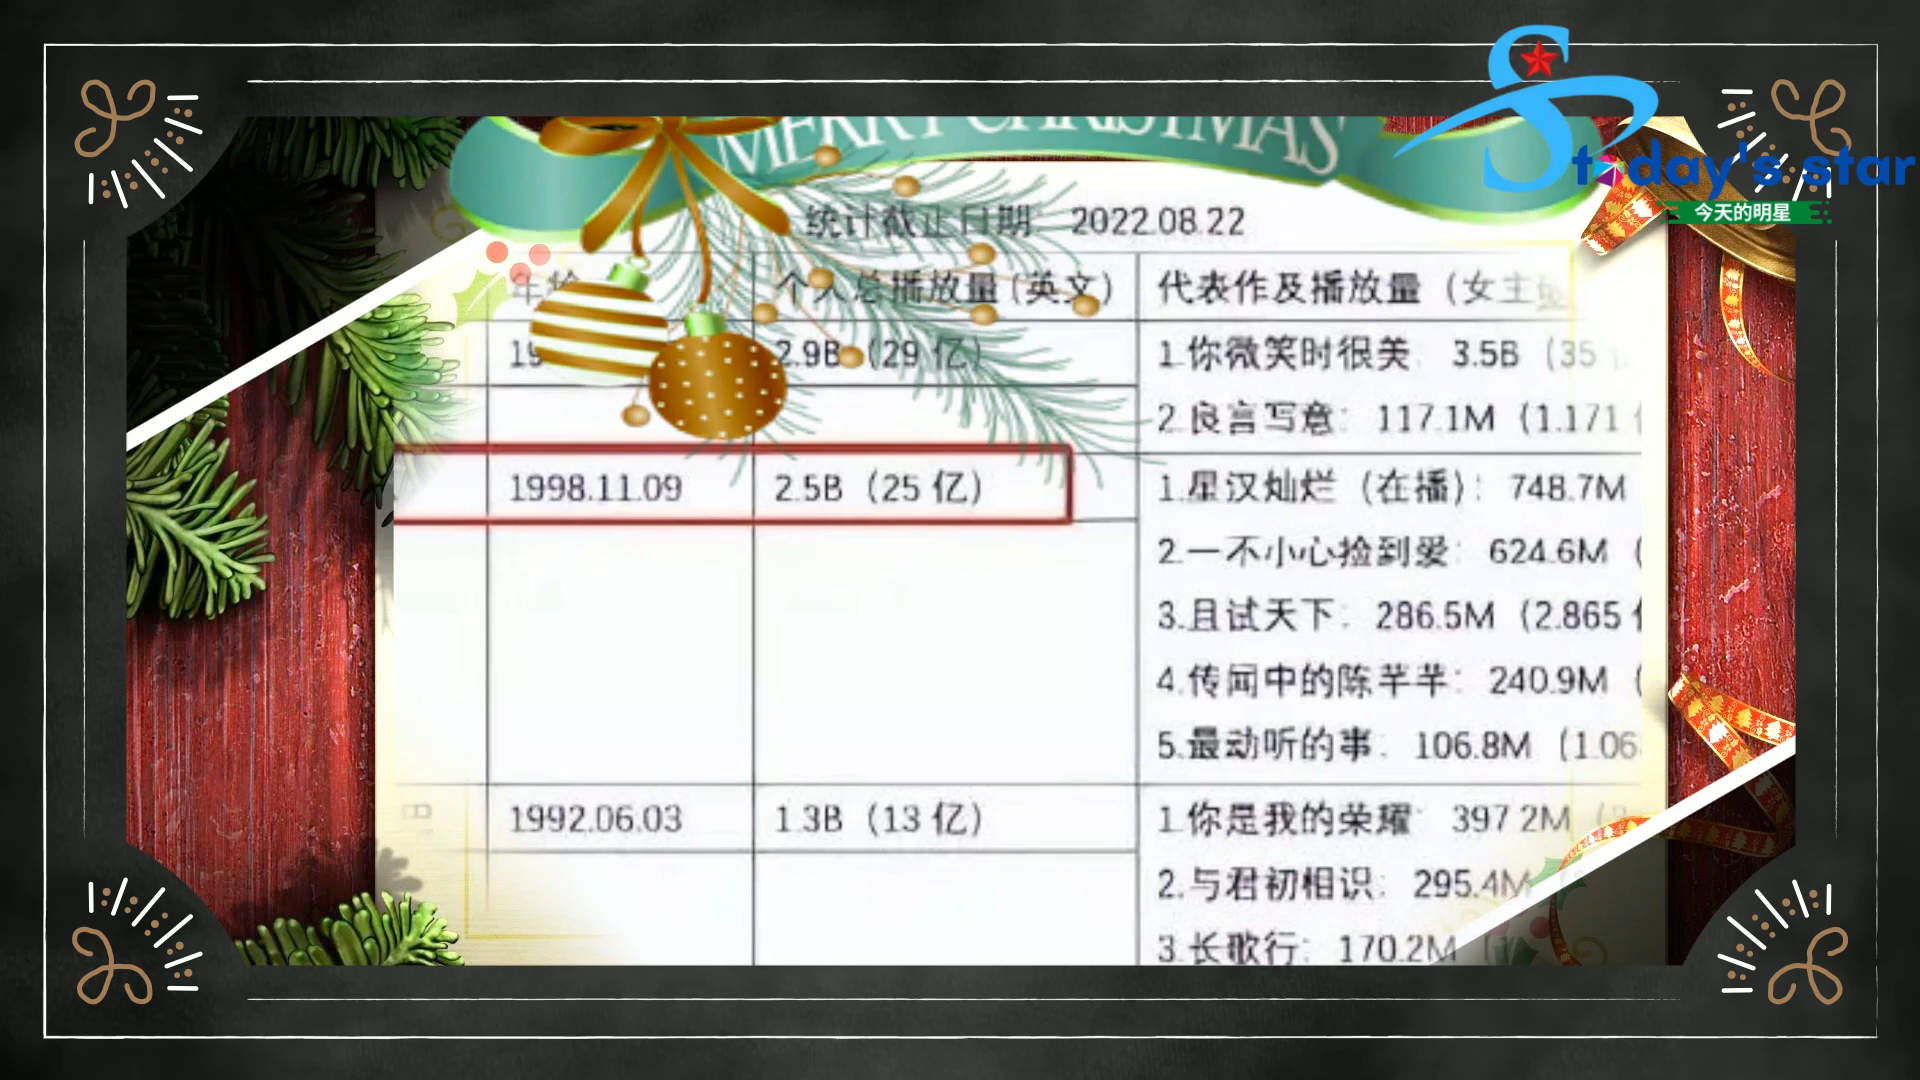 MERRY CHRISTMAS
today's star
今天的明星
统计截止日期 2022.08.22
个人总播放量(英文) 代表作及播放量（女主
2.9B（29 亿） 1.你微笑时很美 3.5B（35
2.良言写意： 117.1M（1.171
1998.11.09 2.5B（25 亿） 1.星汉灿烂（在播）： 748.7M
2.一不小心捡到爱： 624.6M（
3.且试天下： 286.5M（2.865
4.传闻中的陈芊芊： 240.9M（
5.最动听的事： 106.8M（1.06
1992.06.03 1.3B（13 亿） 1.你是我的荣耀 397.2M
2.与君初相识： 295.4M
3.长歌行： 170.2M